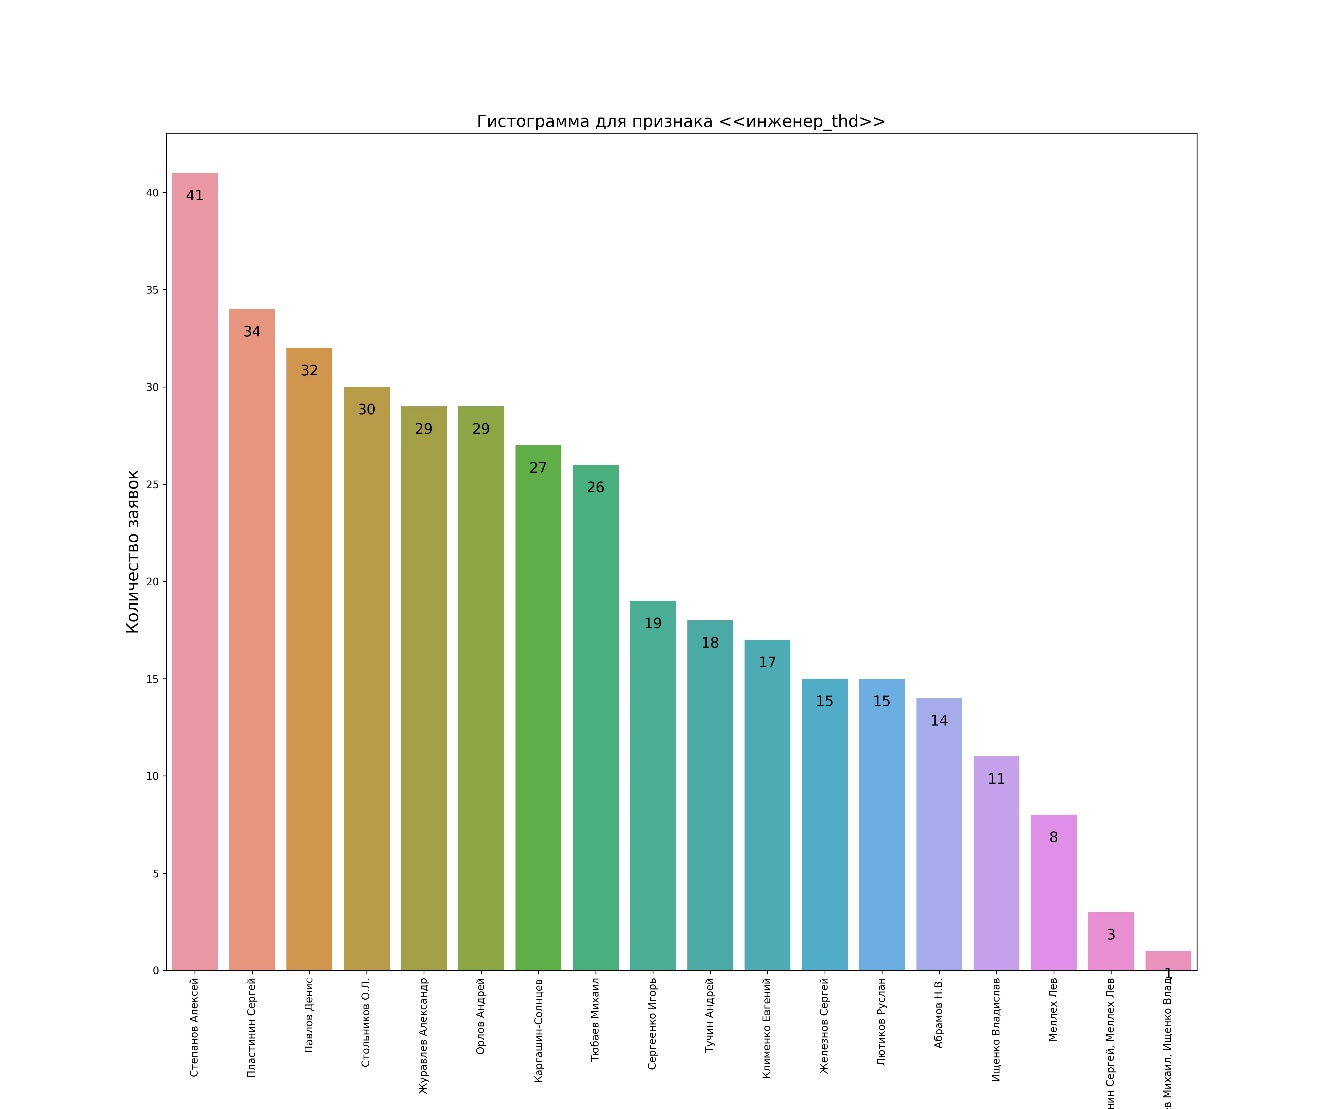 Гистограмма для признака <<инженер_thd>>
Количество заявок
40
35
30
25
20
15
10
5
0
41
34
32
30
29
29
27
26
19
18
17
15
15
14
11
8
3
1
Степанов Алексей
Пластинин Сергей
Павлов Денис
Стольников О.Л.
Журавлев Александр
Орлов Андрей
Каргашин-Солнцев
Тюбаев Михаил
Сергеенко Игорь
Тучин Андрей
Клименко Евгений
Железнов Сергей
Лютиков Руслан
Абрамов Н.В.
Ищенко Владислав
Меллех Лев
нин Сергей, Меллех Лев
в Михаил, Ищенко Влад